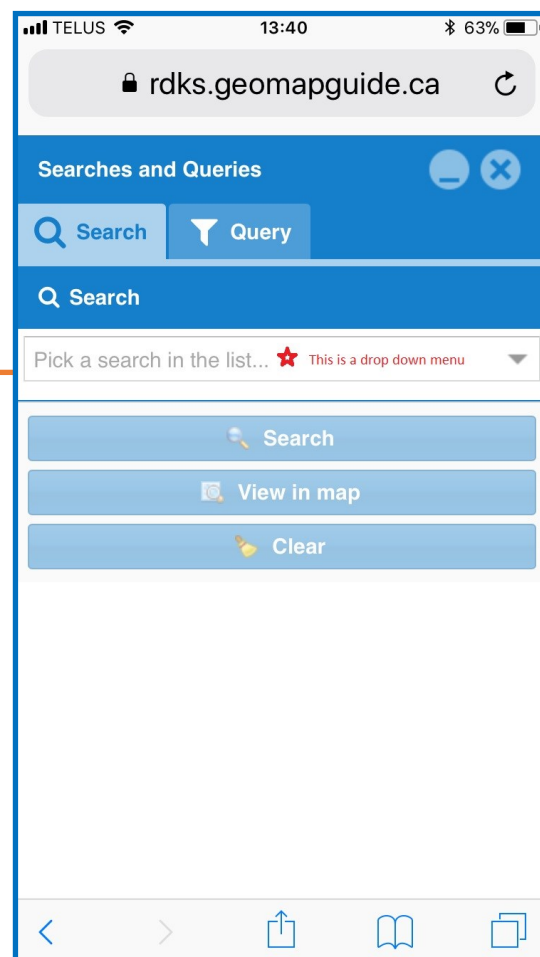 TELUS 13:40 63%
rdks.geomapguide.ca
Searches and Queries
Search Query
Search
Pick a search in the list... This is a drop down menu
Search
View in map
Clear